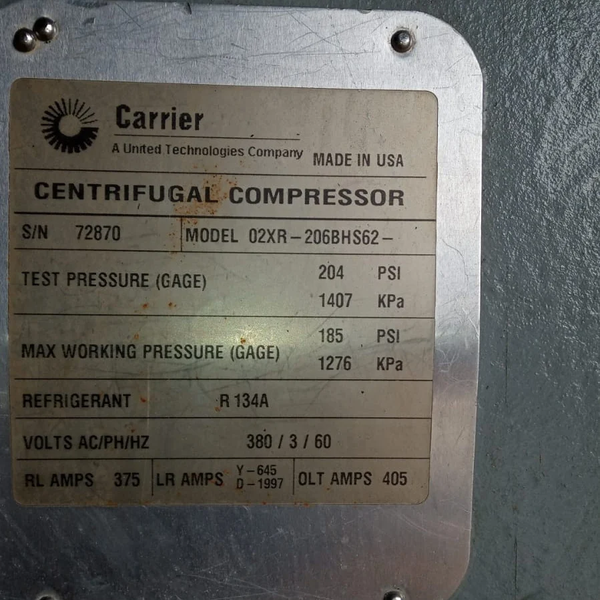 Carrier
A United Technologies Company
MADE IN USA
CENTRIFUGAL COMPRESSOR
S/N 72870 MODEL 02XR-206BHS62-
TEST PRESSURE (GAGE) 204 PSI
1407 KPa
MAX WORKING PRESSURE (GAGE) 185 PSI
1276 KPa
REFRIGERANT R 134A
VOLTS AC/PH/HZ 380 / 3 / 60
RL AMPS 375 LR AMPS Y-645 D-1997 OLT AMPS 405